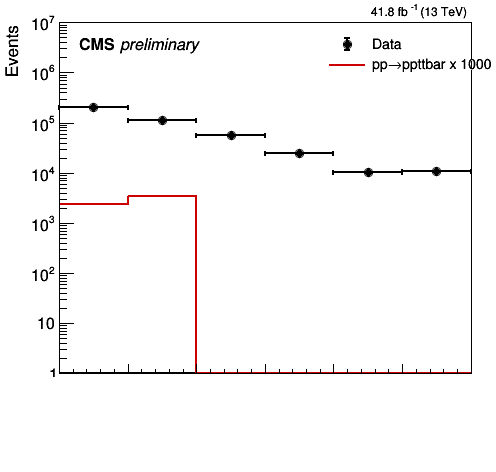 41.8 fb⁻¹ (13 TeV)
Events
CMS preliminary
Data
pp→ppttbar x 1000
10⁷
10⁶
10⁵
10⁴
10³
10²
10
1